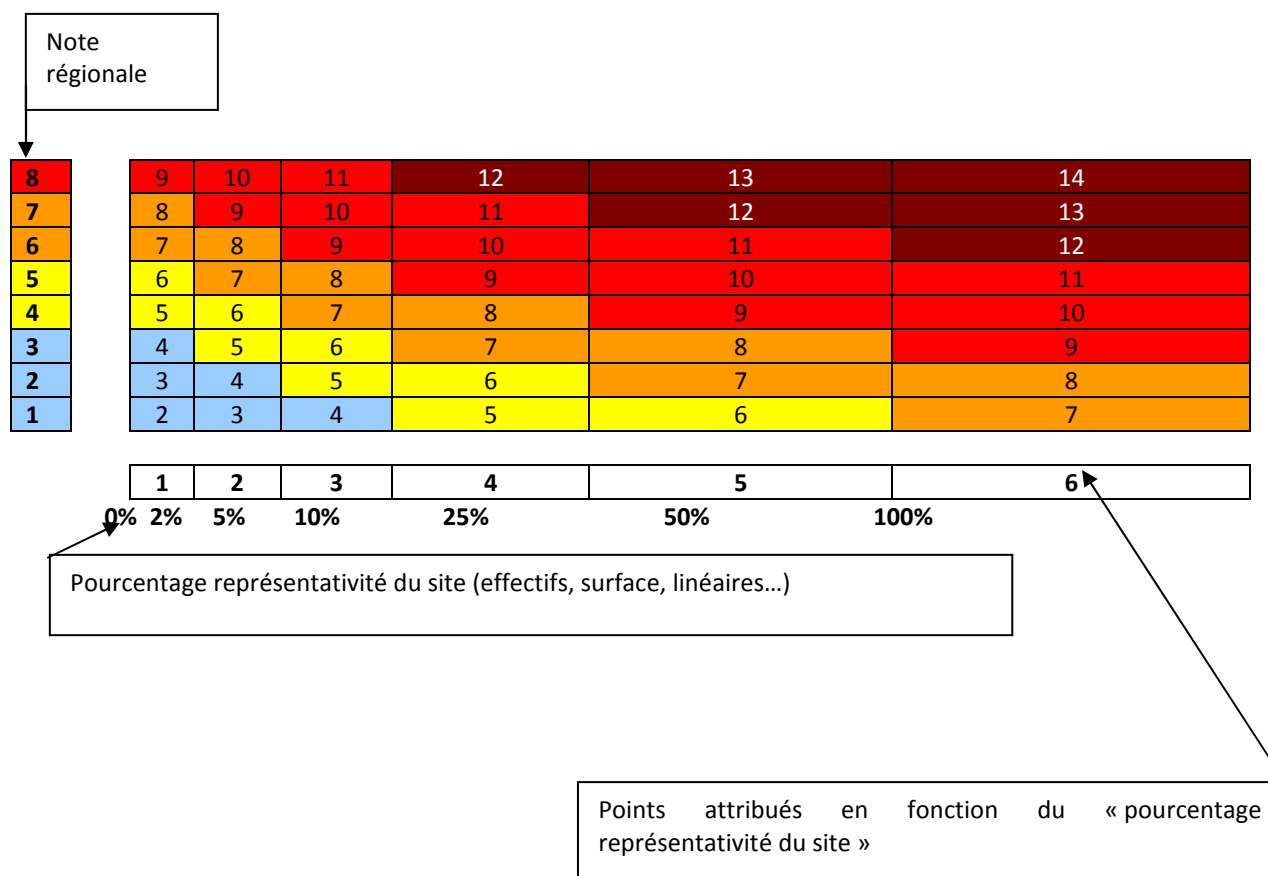 Note
régionale
8 9 10 11 12 13 14
7 8 9 10 11 12 13
6 7 8 9 10 11 12
5 6 7 8 9 10 11
4 5 6 7 8 9 10
3 4 5 6 7 8 9
2 3 4 5 6 7 8
1 2 3 4 5 6 7
1 2 3 4 5 6
0% 2% 5% 10% 25% 50% 100%
Pourcentage représentativité du site (effectifs, surface, linéaires…)
Points attribués en fonction du « pourcentage
représentativité du site »